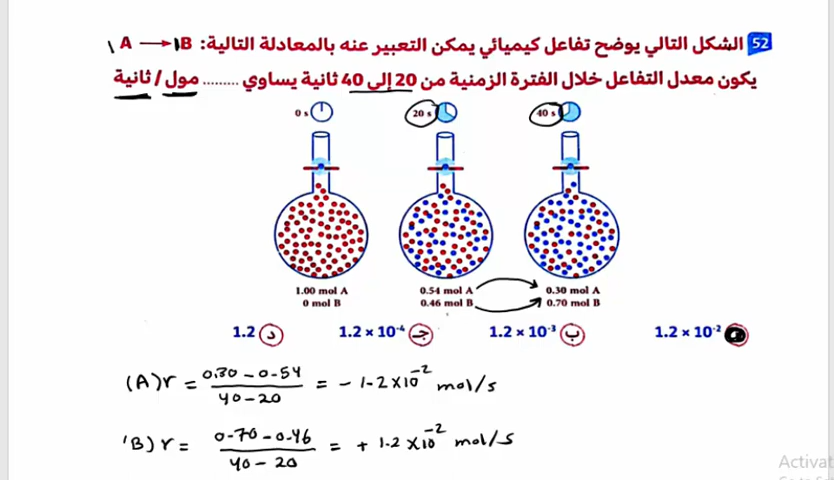 52 الشكل التالي يوضح تفاعل كيميائي يمكن التعبير عنه بالمعادلة التالية: 1A → 1B
يكون معدل التفاعل خلال الفترة الزمنية من 20 إلى 40 ثانية يساوي ......... مول / ثانية
0 s 20 s 40 s
1.00 mol A 0.54 mol A 0.30 mol A
0 mol B 0.46 mol B 0.70 mol B
1.2 × 10⁻² ب 1.2 × 10⁻³ جـ 1.2 × 10⁻⁴ د 1.2
(A) r = 0.30 - 0.54 / 40 - 20 = - 1.2 × 10⁻² mol/s
(B) r = 0.70 - 0.46 / 40 - 20 = + 1.2 × 10⁻² mol/s
Activat